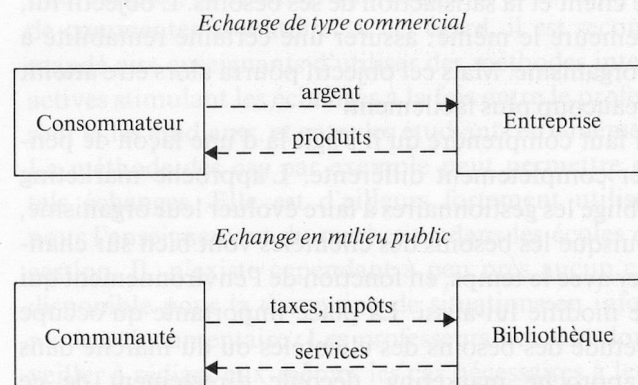 Echange de type commercial
argent
Consommateur
Entreprise
produits
Echange en milieu public
taxes, impôts
Communauté
Bibliothèque
services